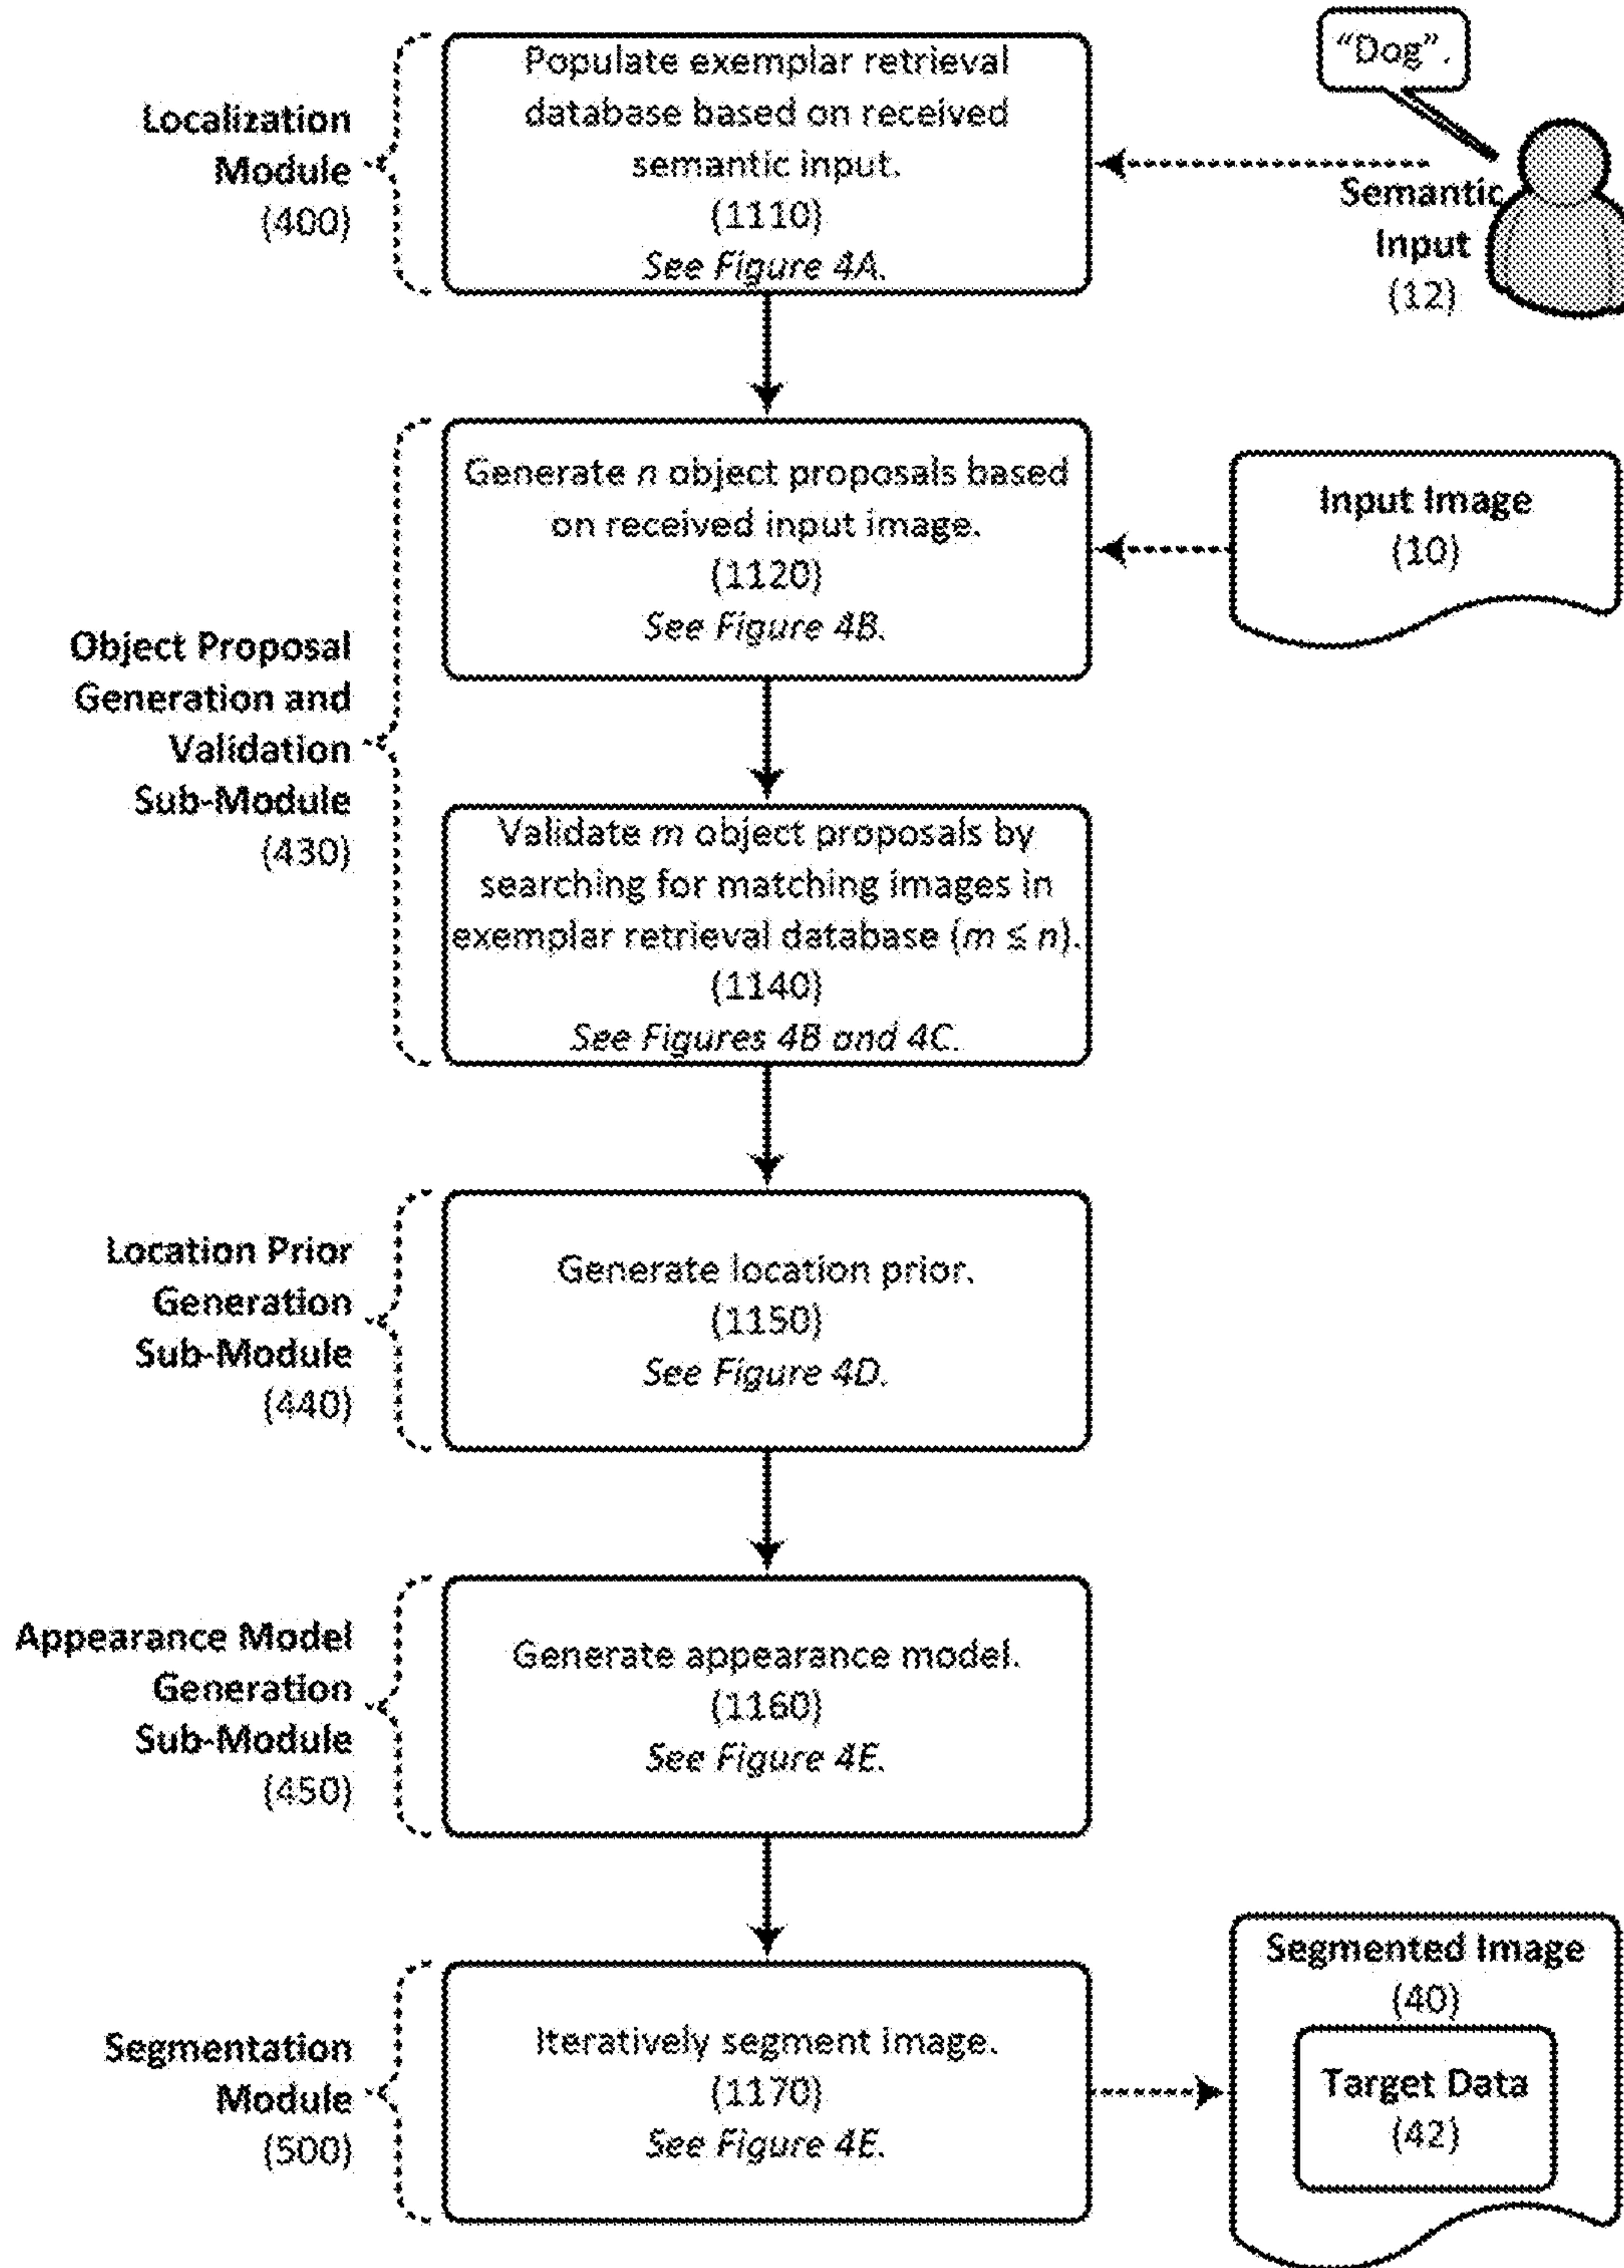 "Dog".
Localization
Module
(400)
Populate exemplar retrieval
database based on received
semantic input.
(1110)
See Figure 4A.
Semantic
Input
(12)
Object Proposal
Generation and
Validation
Sub-Module
(430)
Generate n object proposals based
on received input image.
(1120)
See Figure 4B.
Input Image
(10)
Validate m object proposals by
searching for matching images in
exemplar retrieval database (m ≤ n).
(1140)
See Figures 4B and 4C.
Location Prior
Generation
Sub-Module
(440)
Generate location prior.
(1150)
See Figure 4D.
Appearance Model
Generation
Sub-Module
(450)
Generate appearance model.
(1160)
See Figure 4E.
Segmentation
Module
(500)
Iteratively segment image.
(1170)
See Figure 4E.
Segmented Image
(40)
Target Data
(42)